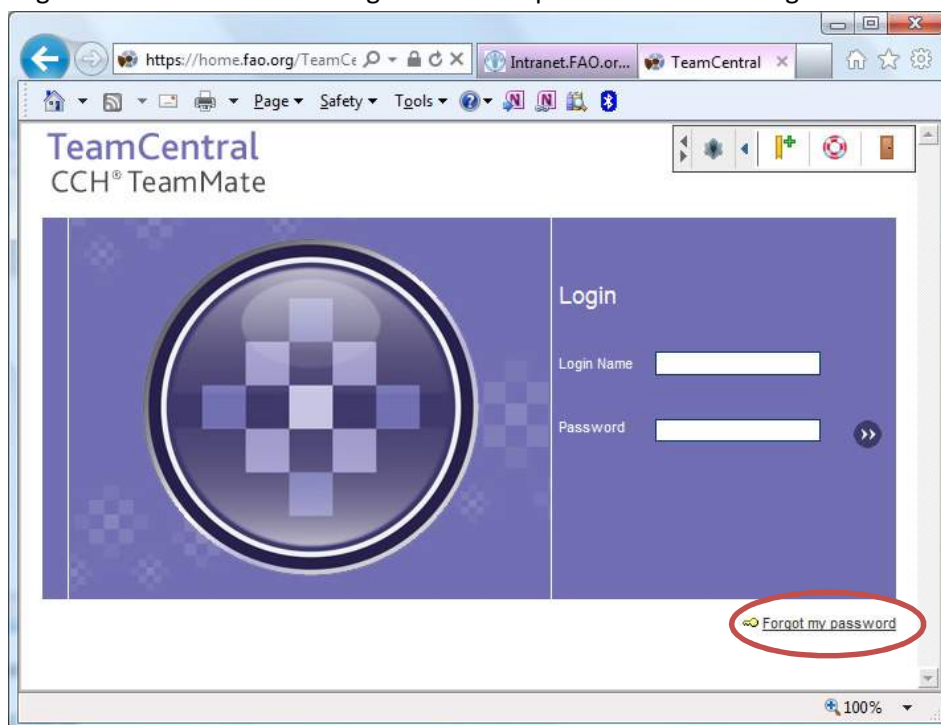 https://home.fao.org/TeamCe
Intranet.FAO.or...
TeamCentral
Page
Safety
Tools
TeamCentral
CCH® TeamMate
Login
Login Name
Password
Forgot my password
100%